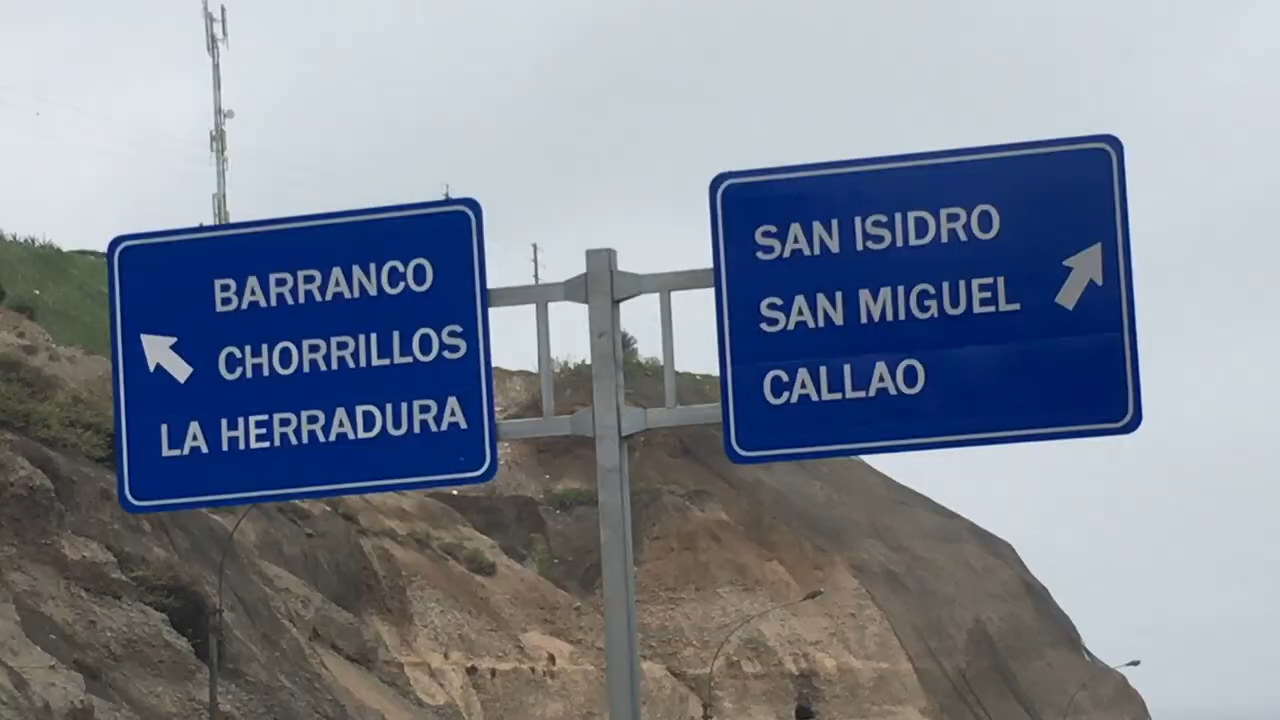 BARRANCO
CHORRILLOS
LA HERRADURA
SAN ISIDRO
SAN MIGUEL
CALLAO